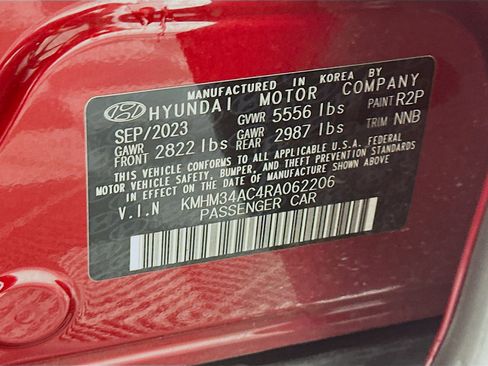 MANUFACTURED IN KOREA BY
HYUNDAI MOTOR COMPANY
SEP/2023 GVWR 5556 lbs PAINT R2P
GAWR FRONT 2822 lbs GAWR REAR 2987 lbs TRIM NNB
THIS VEHICLE CONFORMS TO ALL APPLICABLE U.S.A. FEDERAL
MOTOR VEHICLE SAFETY, BUMPER, AND THEFT PREVENTION STANDARDS
IN EFFECT ON THE DATE OF MANUFACTURE SHOWN ABOVE
V.I.N KMHM34AC4RA062206
PASSENGER CAR